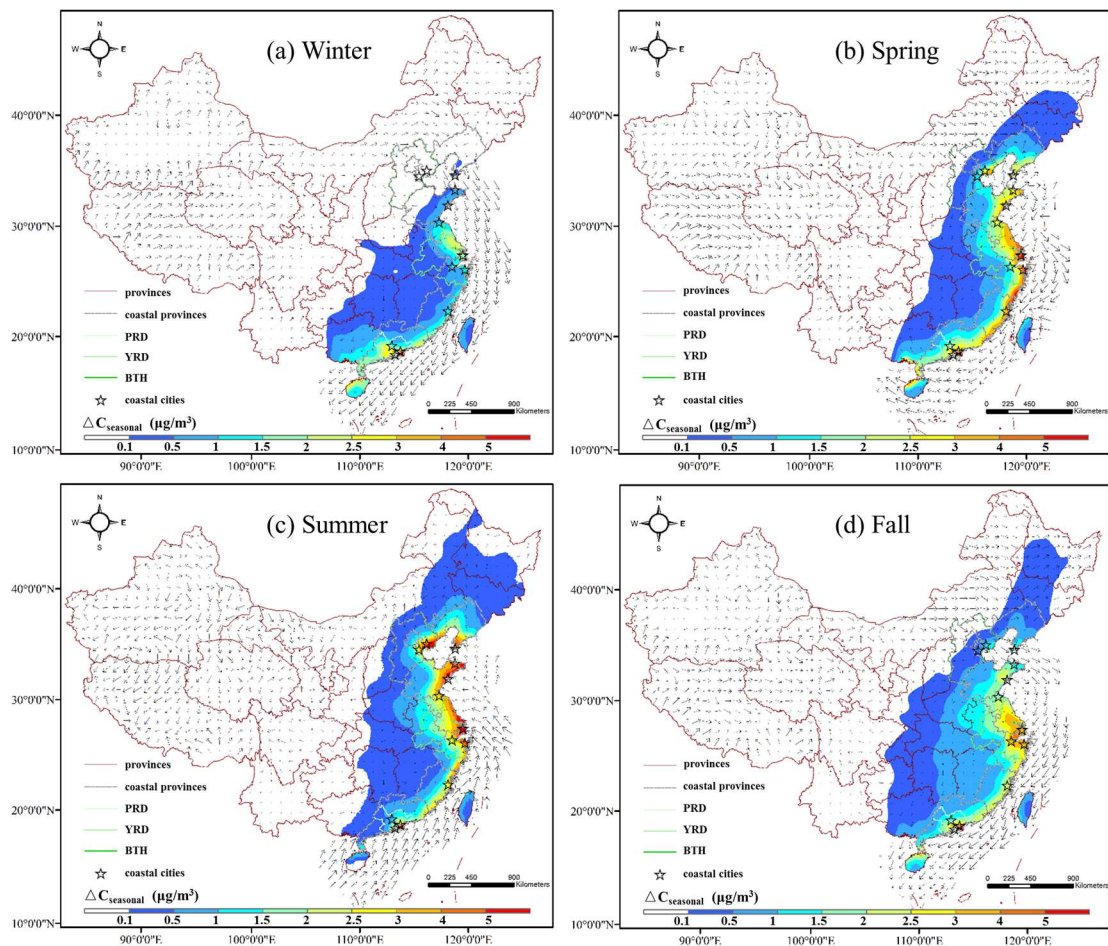 (a) Winter
N
W E
S
40°0'0"N
30°0'0"N
20°0'0"N
10°0'0"N
provinces
coastal provinces
PRD
YRD
BTH
coastal cities
0 225 450 900
Kilometers
△Cseasonal (μg/m³)
0.1 0.5 1 1.5 2 2.5 3 4 5
90°0'0"E 100°0'0"E 110°0'0"E 120°0'0"E
(b) Spring
N
W E
S
40°0'0"N
30°0'0"N
20°0'0"N
10°0'0"N
provinces
coastal provinces
PRD
YRD
BTH
coastal cities
0 225 450 900
Kilometers
△Cseasonal (μg/m³)
0.1 0.5 1 1.5 2 2.5 3 4 5
90°0'0"E 100°0'0"E 110°0'0"E 120°0'0"E
(c) Summer
N
W E
S
40°0'0"N
30°0'0"N
20°0'0"N
10°0'0"N
provinces
coastal provinces
PRD
YRD
BTH
coastal cities
0 225 450 900
Kilometers
△Cseasonal (μg/m³)
0.1 0.5 1 1.5 2 2.5 3 4 5
90°0'0"E 100°0'0"E 110°0'0"E 120°0'0"E
(d) Fall
N
W E
S
40°0'0"N
30°0'0"N
20°0'0"N
10°0'0"N
provinces
coastal provinces
PRD
YRD
BTH
coastal cities
0 225 450 900
Kilometers
△Cseasonal (μg/m³)
0.1 0.5 1 1.5 2 2.5 3 4 5
90°0'0"E 100°0'0"E 110°0'0"E 120°0'0"E